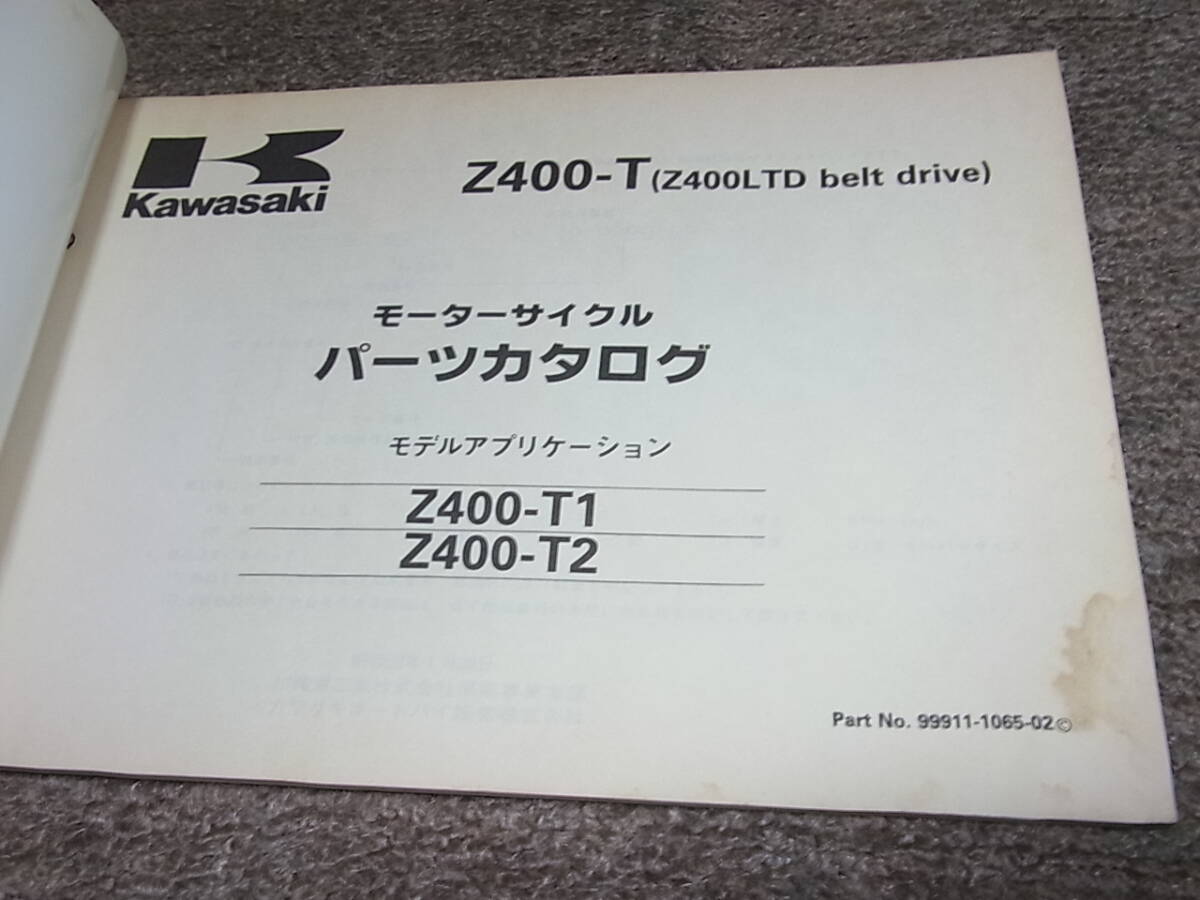 Kawasaki
Z400-T(Z400LTD belt drive)
モーターサイクル
パーツカタログ
モデルアプリケーション
Z400-T1
Z400-T2
Part No. 99911-1065-02©